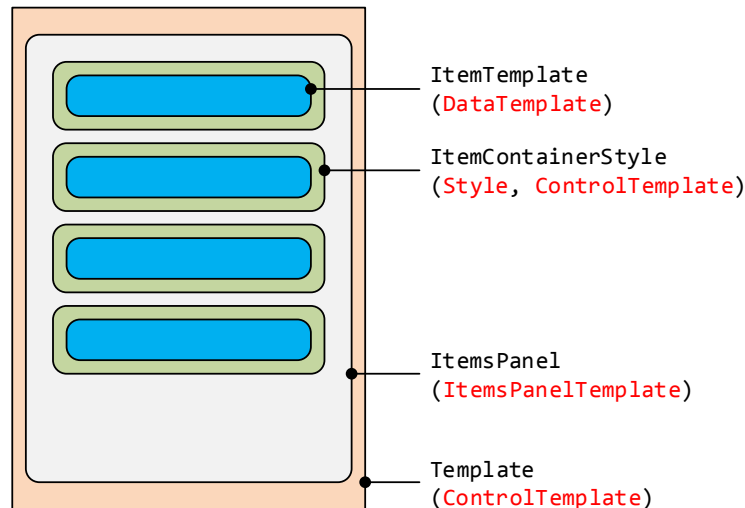 ItemTemplate
(DataTemplate)
ItemContainerStyle
(Style, ControlTemplate)
ItemsPanel
(ItemsPanelTemplate)
Template
(ControlTemplate)